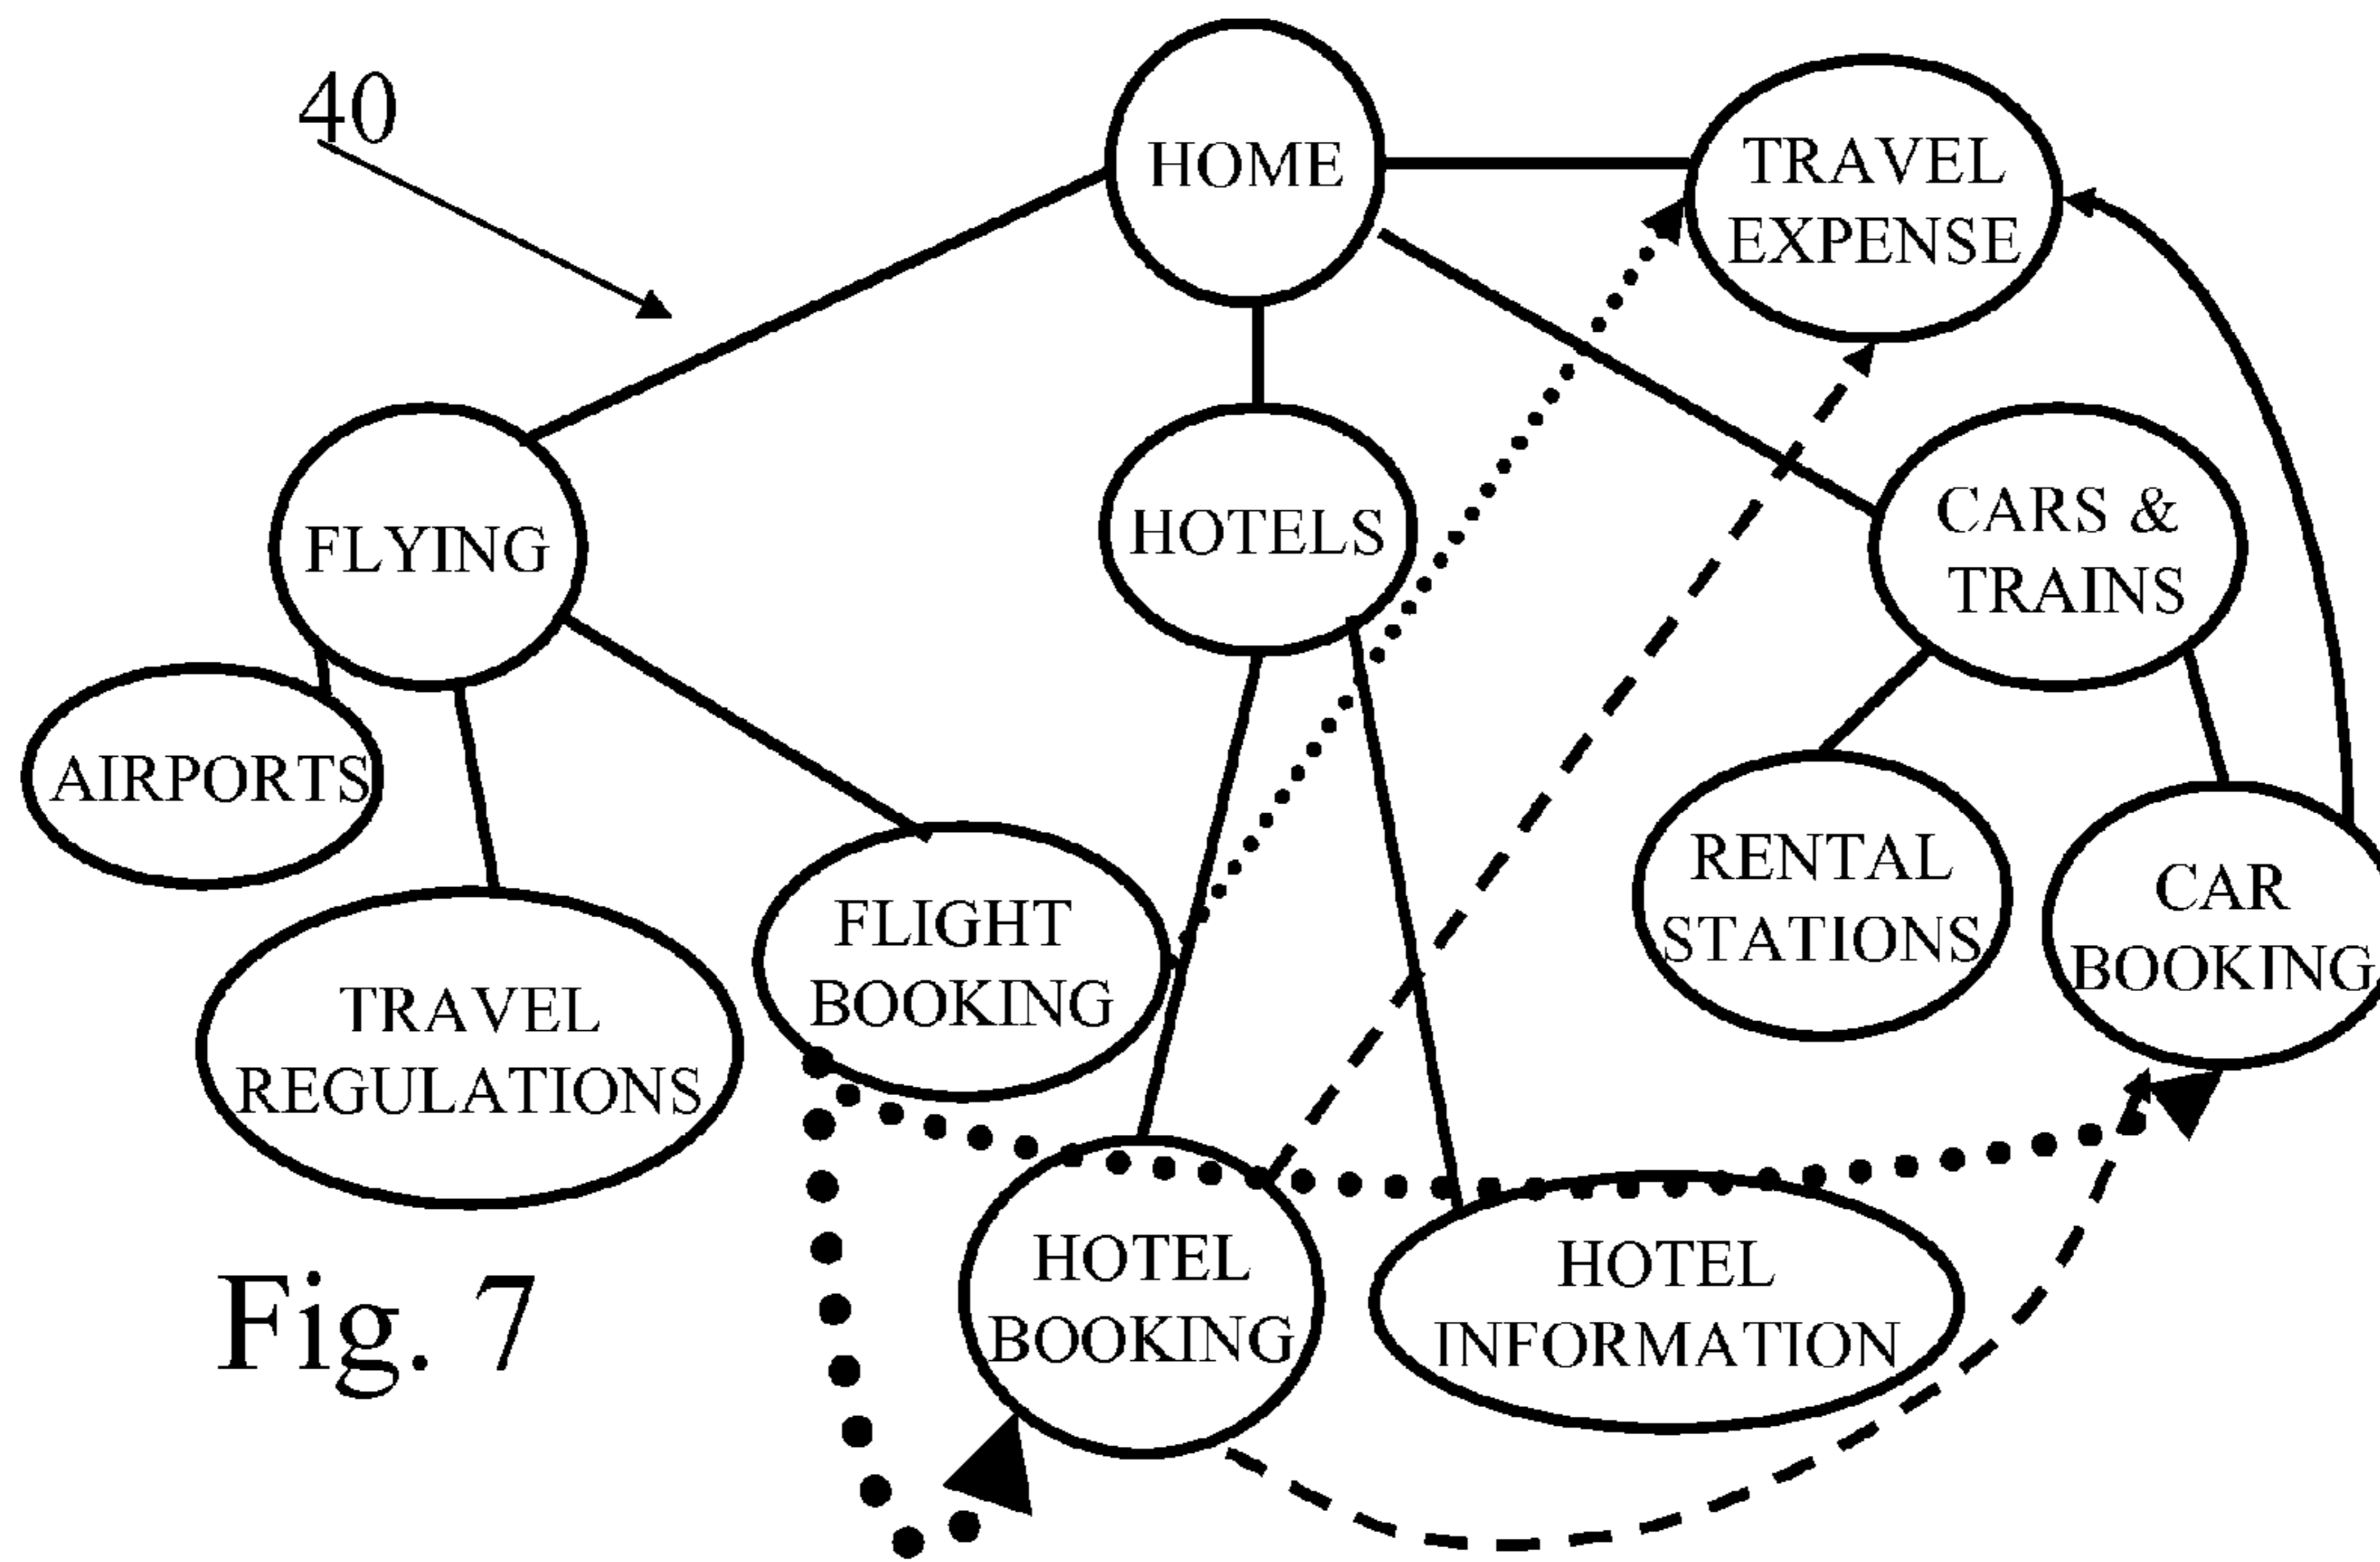 40
HOME
TRAVEL
EXPENSE
FLYING
HOTELS
CARS &
TRAINS
AIRPORTS
TRAVEL
REGULATIONS
FLIGHT
BOOKING
RENTAL
STATIONS
CAR
BOOKING
HOTEL
BOOKING
HOTEL
INFORMATION
Fig. 7